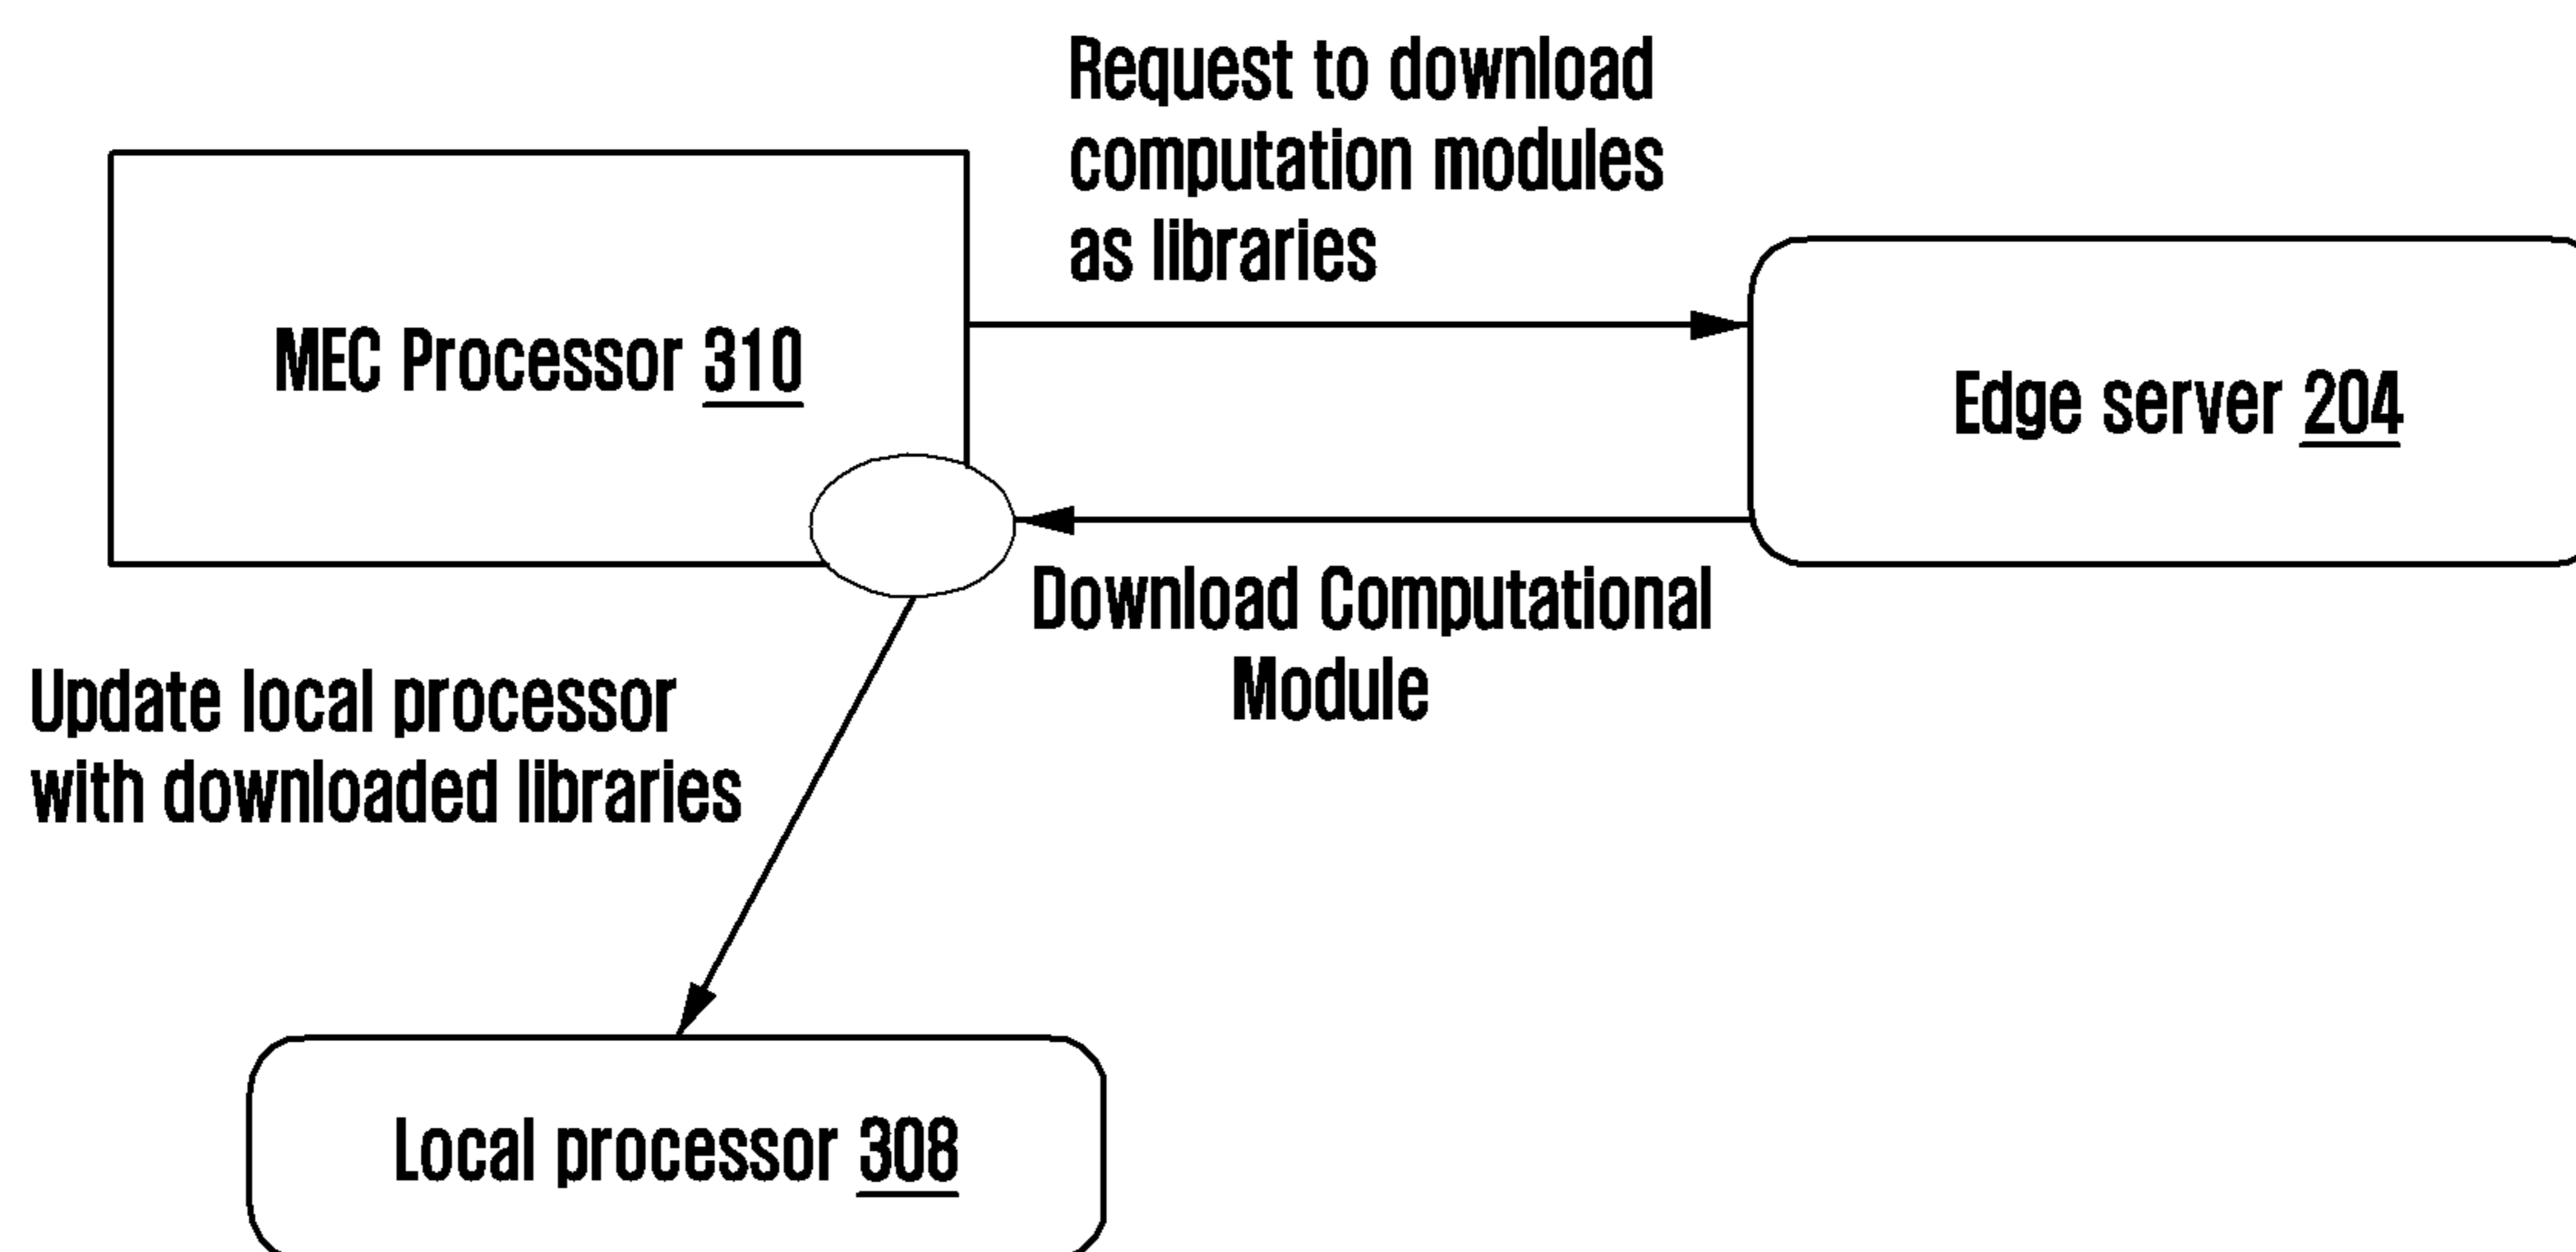 Request to download
computation modules
as libraries
MEC Processor 310
Edge server 204
Download Computational
Module
Update local processor
with downloaded libraries
Local processor 308